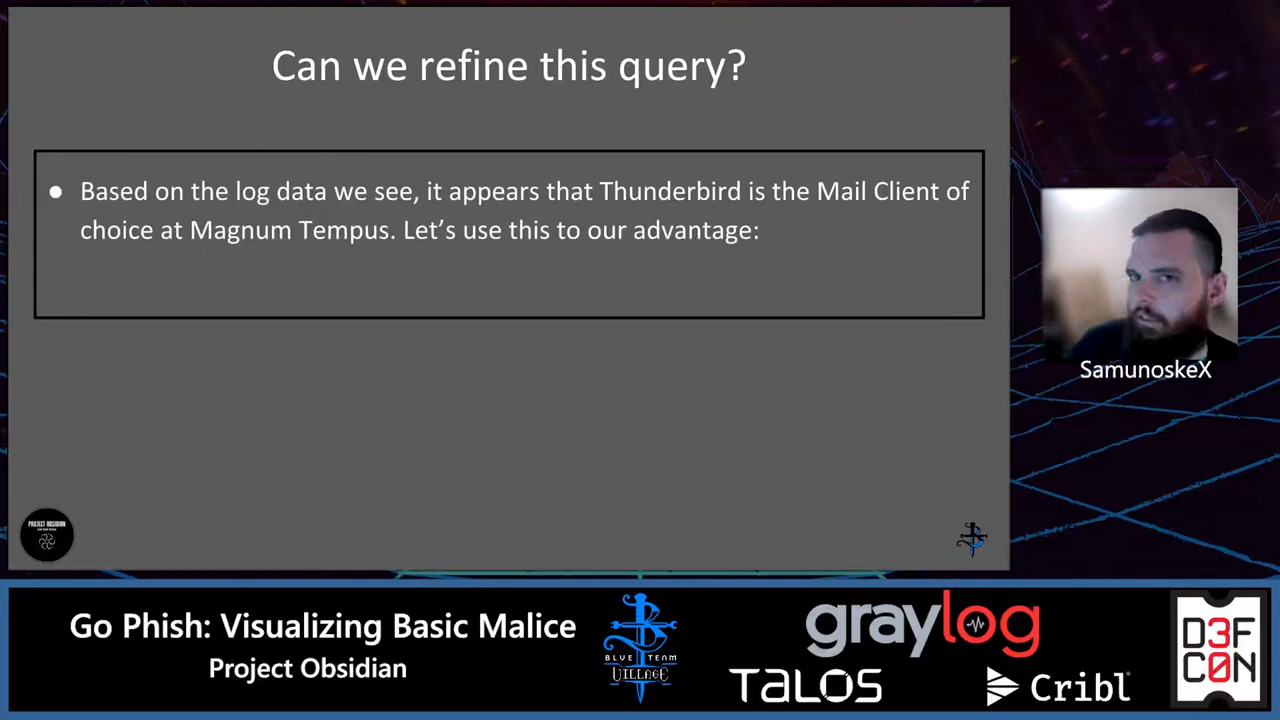 Can we refine this query?
● Based on the log data we see, it appears that Thunderbird is the Mail Client of
choice at Magnum Tempus. Let's use this to our advantage:
SamunoskeX
PROJECT OBSIDIAN
Go Phish: Visualizing Basic Malice
Project Obsidian
BLUE TEAM
VILLAGE
graylog
TALOS
Cribl
D3F
C0N